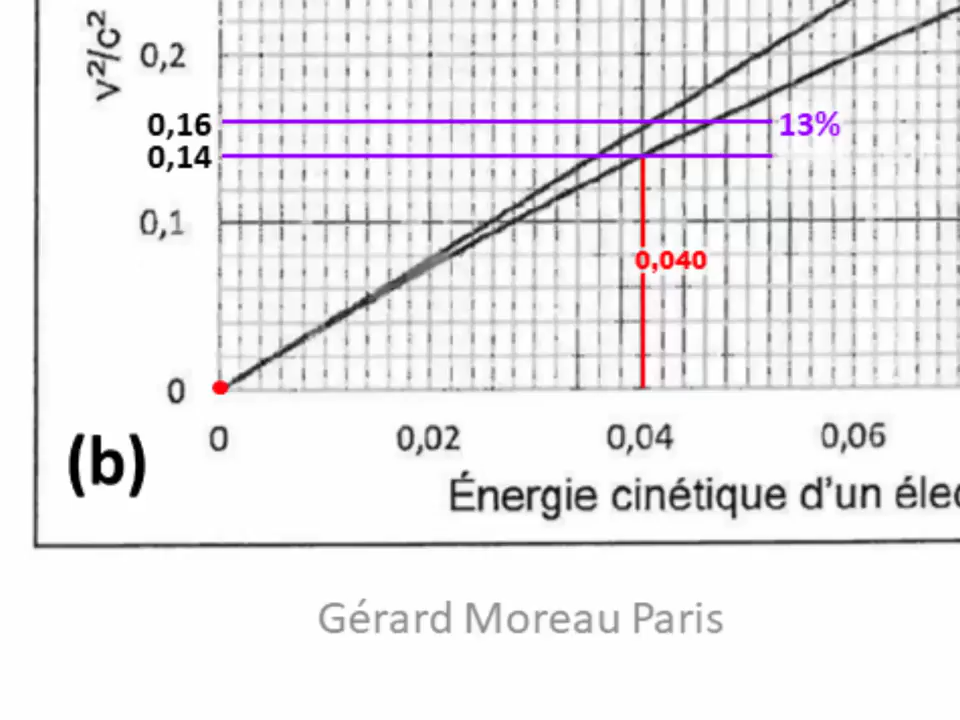 v²/c²
0,2
0,16
13%
0,14
0,1
0,040
0
(b)
0 0,02 0,04 0,06
Énergie cinétique d'un
Gérard Moreau Paris